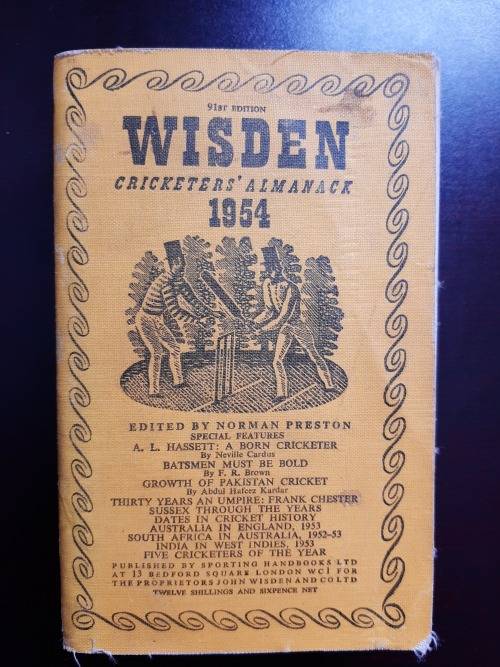 91ST EDITION
WISDEN
CRICKETERS' ALMANACK
1954
EDITED BY NORMAN PRESTON
SPECIAL FEATURES
A. L. HASSETT: A BORN CRICKETER
By Neville Cardus
BATSMEN MUST BE BOLD
By F. R. Brown
GROWTH OF PAKISTAN CRICKET
By Abdul Hafeez Kardar
THIRTY YEARS AN UMPIRE: FRANK CHESTER
SUSSEX THROUGH THE YEARS
DATES IN CRICKET HISTORY
AUSTRALIA IN ENGLAND, 1953
SOUTH AFRICA IN AUSTRALIA, 1952-53
INDIA IN WEST INDIES, 1953
FIVE CRICKETERS OF THE YEAR
PUBLISHED BY SPORTING HANDBOOKS LTD
AT 13 BEDFORD SQUARE LONDON WC1 FOR
THE PROPRIETORS JOHN WISDEN AND CO LTD
TWELVE SHILLINGS AND SIXPENCE NET